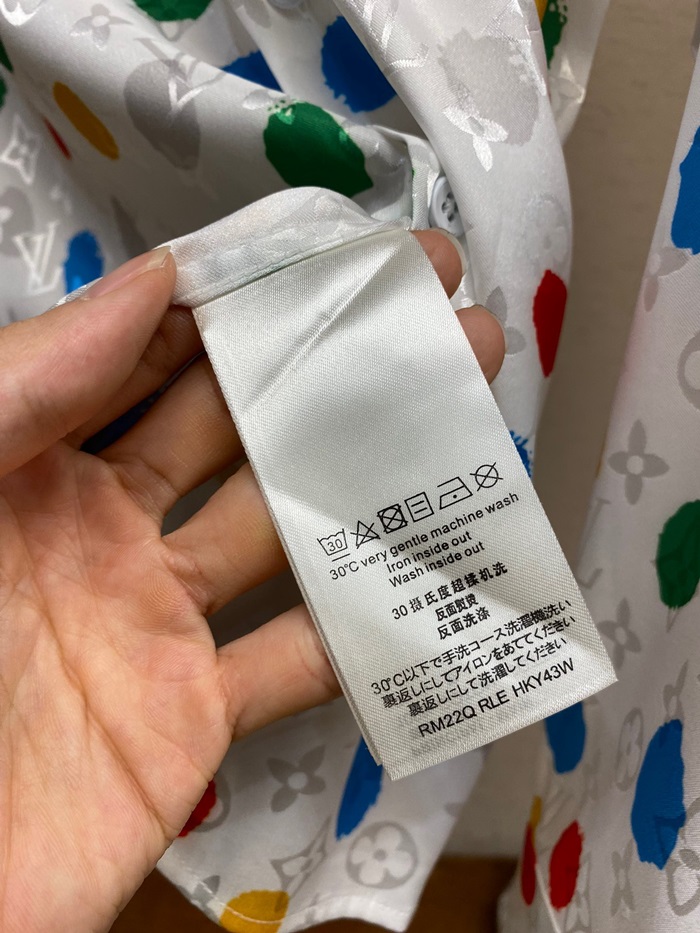 30
30°C very gentle machine wash
Iron inside out
Wash inside out
30 摄氏度超揉机洗
反面熨烫
反面洗涤
30°C以下で手洗コース洗濯機洗い
裏返しにしてアイロンをあててください
裏返しにして洗濯してください
RM22Q RLE HKY43W